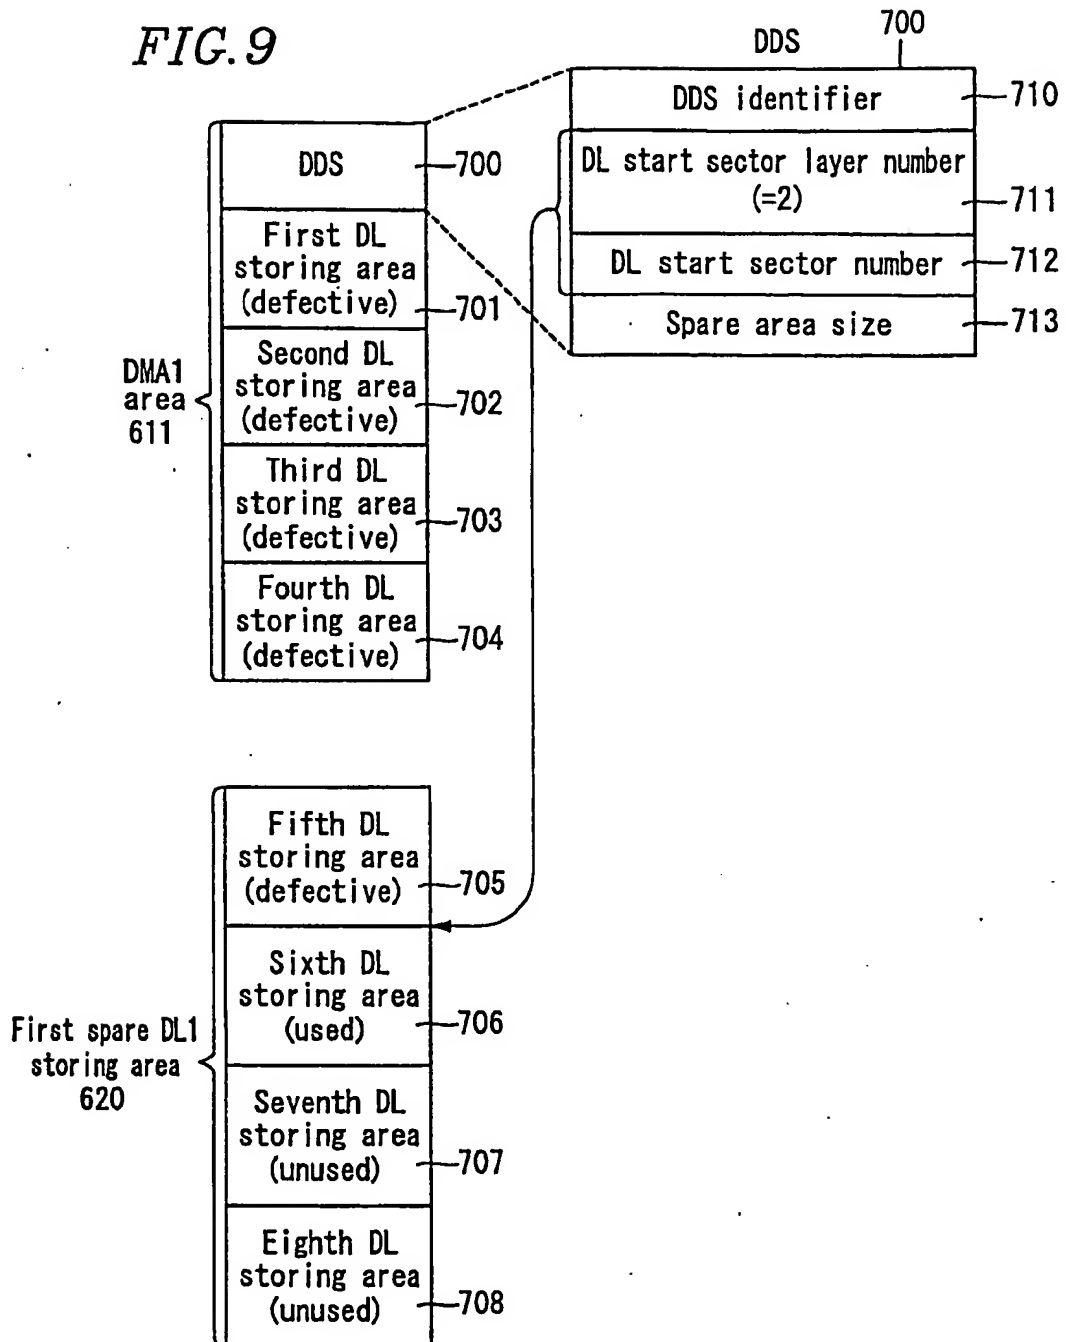 FIG.9
DDS
700
DDS identifier
710
DL start sector layer number
(=2)
711
DL start sector number
712
Spare area size
713
DDS
700
First DL
storing area
(defective)
701
Second DL
storing area
(defective)
702
Third DL
storing area
(defective)
703
Fourth DL
storing area
(defective)
704
DMA1
area
611
Fifth DL
storing area
(defective)
705
Sixth DL
storing area
(used)
706
Seventh DL
storing area
(unused)
707
Eighth DL
storing area
(unused)
708
First spare DL1
storing area
620